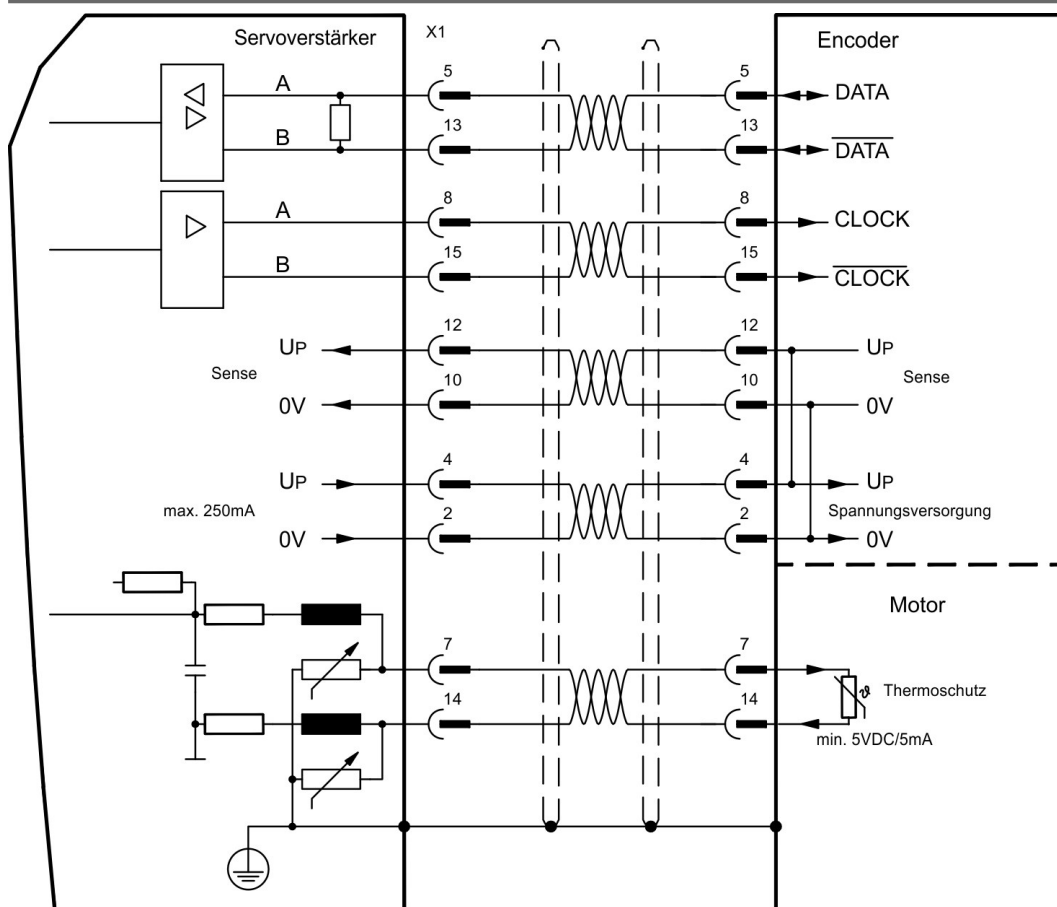 Servoverstärker X1 Encoder
A 5 5 DATA
B 13 13 DATA
A 8 8 CLOCK
B 15 15 CLOCK
UP 12 12 UP
Sense Sense
0V 10 10 0V
UP 4 4 UP
max. 250mA Spannungsversorgung
0V 2 2 0V
Motor
7 7
ϑ Thermoschutz
14 14
min. 5VDC/5mA